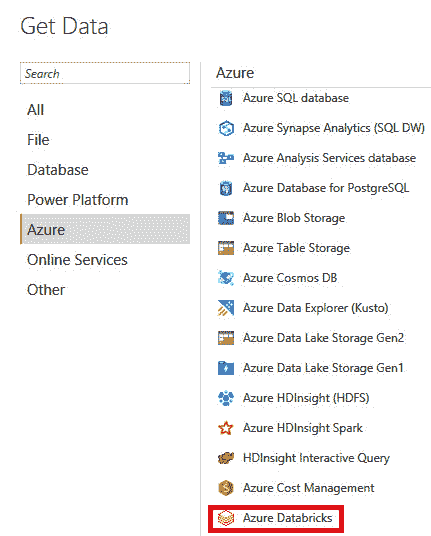 Get Data
Search
All
File
Database
Power Platform
Azure
Online Services
Other
Azure
Azure SQL database
Azure Synapse Analytics (SQL DW)
Azure Analysis Services database
Azure Database for PostgreSQL
Azure Blob Storage
Azure Table Storage
Azure Cosmos DB
Azure Data Explorer (Kusto)
Azure Data Lake Storage Gen2
Azure Data Lake Storage Gen1
Azure HDInsight (HDFS)
Azure HDInsight Spark
HDInsight Interactive Query
Azure Cost Management
Azure Databricks